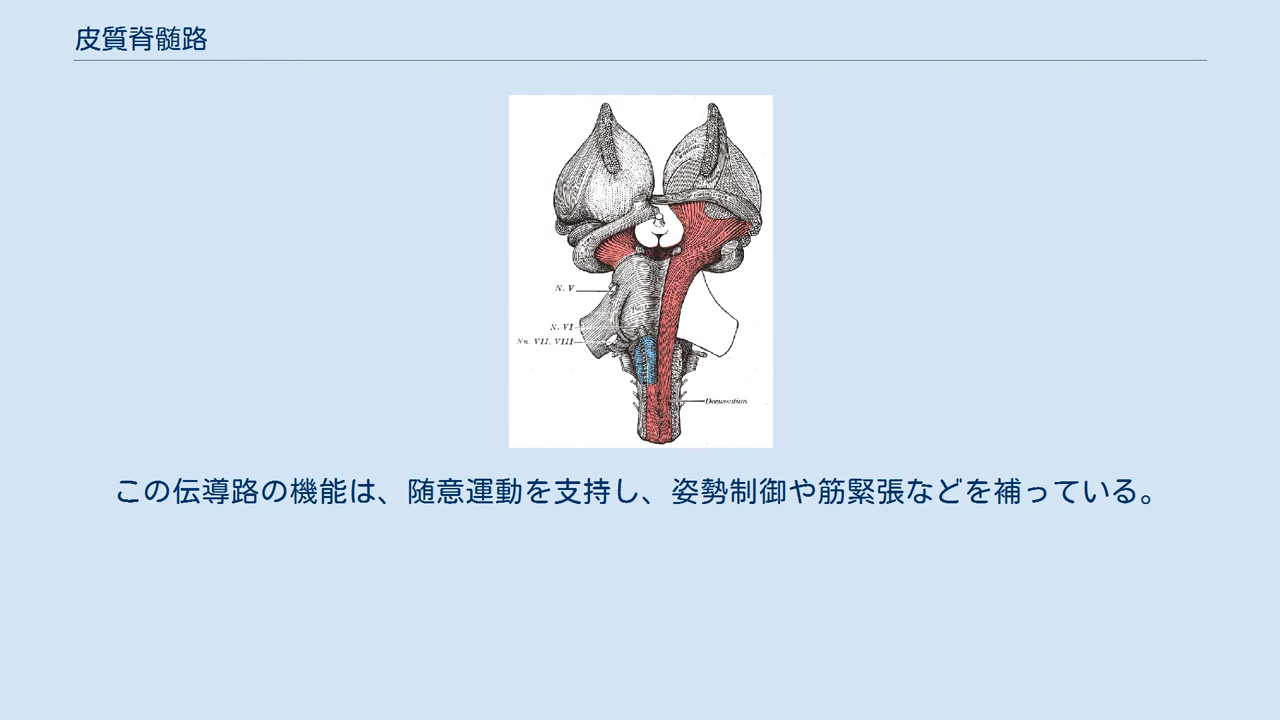 皮質脊髄路
N. V
N. VI
Nn. VII, VIII
Decussation
この伝導路の機能は、随意運動を支持し、姿勢制御や筋緊張などを補っている。